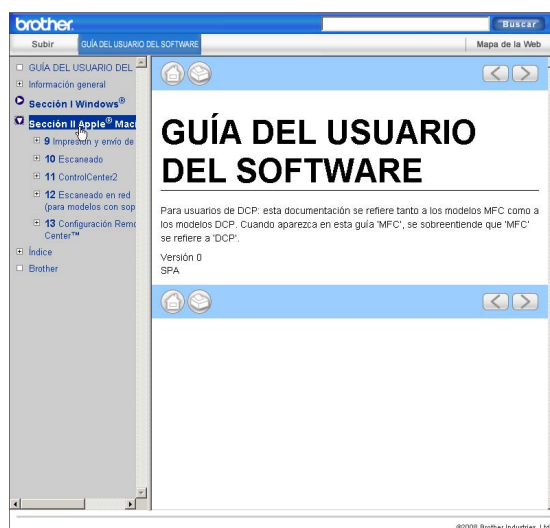 brother.
Buscar
Subir
GUÍA DEL USUARIO DEL SOFTWARE
Mapa de la Web
GUÍA DEL USUARIO DEL
Información general
Sección I Windows®
Sección II Apple® Maci
9 Impresión y envío de
10 Escaneado
11 ControlCenter2
12 Escaneado en red
(para modelos con sop
13 Configuración Remo
Center™
Índice
Brother
GUÍA DEL USUARIO
DEL SOFTWARE
Para usuarios de DCP: esta documentación se refiere tanto a los modelos MFC como a
los modelos DCP. Cuando aparezca en esta guía 'MFC', se sobreentiende que 'MFC'
se refiere a 'DCP'.
Versión 0
SPA
©2008 Brother Industries, Ltd.